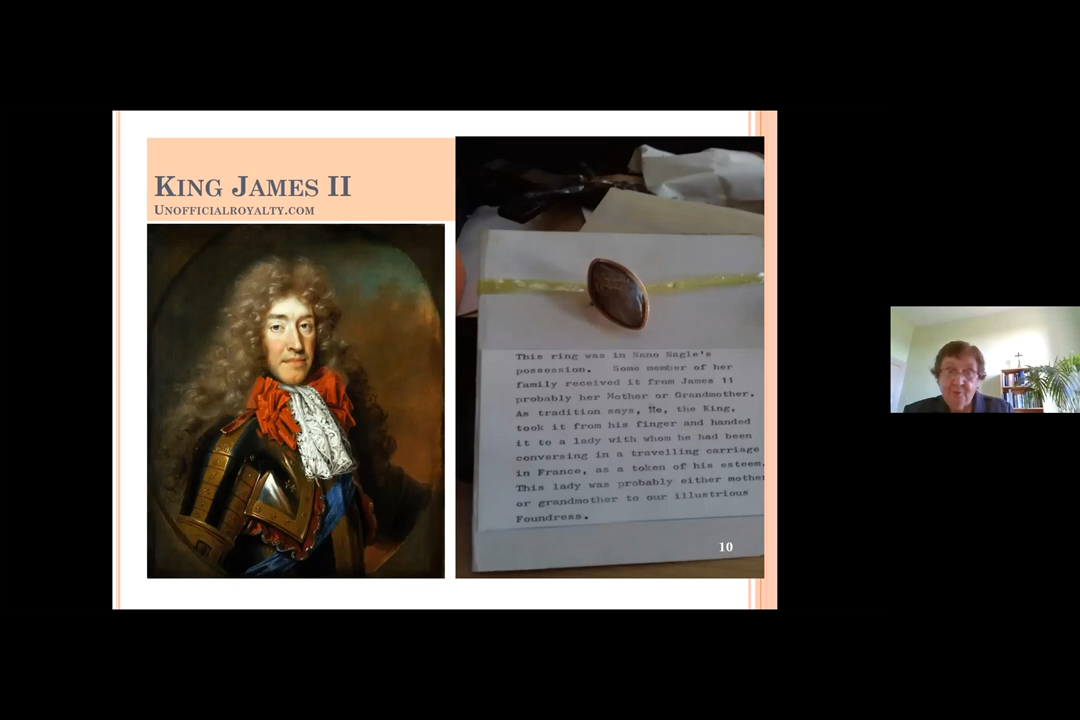 KING JAMES II
UNOFFICIALROYALTY.COM
This ring was in Nano Nagle's
possession. Some member of her
family received it from James 11
probably her Mother or Grandmother.
As tradition says, He, the King,
took it from his finger and handed
it to a lady with whom he had been
conversing in a travelling carriage
in France, as a token of his esteem.
This lady was probably either mother
or grandmother to our illustrious
Foundress.
10